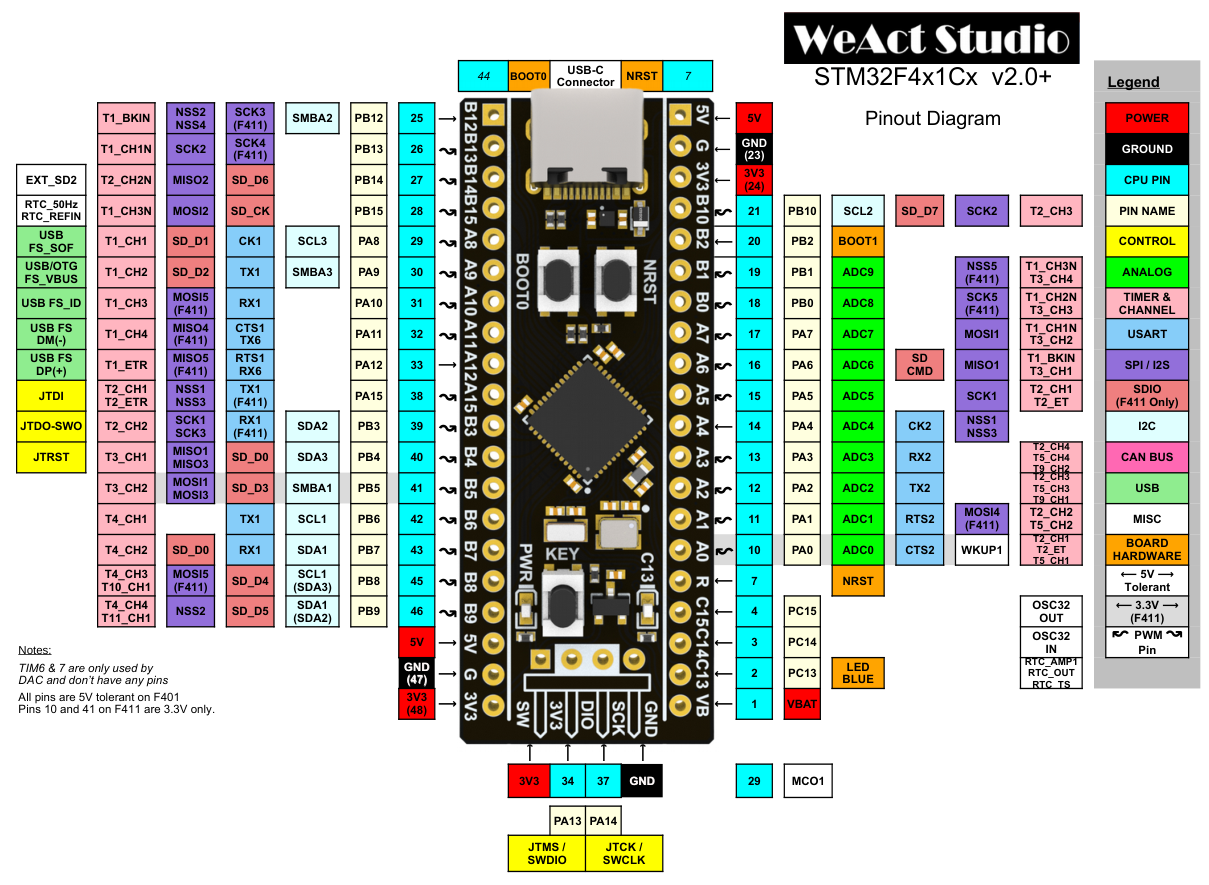 WeAct Studio
STM32F4x1Cx v2.0+
Pinout Diagram
44 BOOT0 USB-C Connector NRST 7
T1_BKIN NSS2 NSS4 SCK3 (F411) SMBA2 PB12 25
T1_CH1N SCK2 SCK4 (F411) PB13 26
EXT_SD2 T2_CH2N MISO2 SD_D6 PB14 27
RTC_50Hz RTC_REFIN T1_CH3N MOSI2 SD_CK PB15 28
USB FS_SOF T1_CH1 SD_D1 CK1 SCL3 PA8 29
USB/OTG FS_VBUS T1_CH2 SD_D2 TX1 SMBA3 PA9 30
USB FS_ID T1_CH3 MOSI5 (F411) RX1 PA10 31
USB FS DM(-) T1_CH4 MISO4 (F411) CTS1 TX6 PA11 32
USB FS DP(+) T1_ETR MISO5 (F411) RTS1 RX6 PA12 33
JTDI T2_CH1 T2_ETR NSS1 NSS3 TX1 (F411) PA15 38
JTDO-SWO T2_CH2 SCK1 SCK3 RX1 (F411) SDA2 PB3 39
JTRST T3_CH1 MISO1 MISO3 SD_D0 SDA3 PB4 40
T3_CH2 MOSI1 MOSI3 SD_D3 SMBA1 PB5 41
T4_CH1 TX1 SCL1 PB6 42
T4_CH2 SD_D0 RX1 SDA1 PB7 43
T4_CH3 T10_CH1 MOSI5 (F411) SD_D4 SCL1 (SDA3) PB8 45
T4_CH4 T11_CH1 NSS2 SD_D5 SDA1 (SDA2) PB9 46
5V
GND (47)
3V3 (48)
B12 B13 B14 B15 A8 A9 A10 A11 A12 A15 B3 B4 B5 B6 B7 B8 B9 5V G 3V3
BOOT0 NRST
KEY
PWR C13
SW 3V3 DIO SCK GND
5V G 3V3 B10 B2 B1 B0 A7 A6 A5 A4 A3 A2 A1 A0 R C15 C14 C13 VB
5V
GND (23)
3V3 (24)
21 PB10 SCL2 SD_D7 SCK2 T2_CH3
20 PB2 BOOT1
19 PB1 ADC9 NSS5 (F411) T1_CH3N T3_CH4
18 PB0 ADC8 SCK5 (F411) T1_CH2N T3_CH3
17 PA7 ADC7 MOSI1 T1_CH1N T3_CH2
16 PA6 ADC6 SD CMD MISO1 T1_BKIN T3_CH1
15 PA5 ADC5 SCK1 T2_CH1 T2_ET
14 PA4 ADC4 CK2 NSS1 NSS3
13 PA3 ADC3 RX2 T2_CH4 T5_CH4 T9_CH2
12 PA2 ADC2 TX2 T2_CH3 T5_CH3 T9_CH1
11 PA1 ADC1 RTS2 MOSI4 (F411) T2_CH2 T5_CH2
10 PA0 ADC0 CTS2 WKUP1 T2_CH1 T2_ET T5_CH1
7 NRST
4 PC15 OSC32 OUT
3 PC14 OSC32 IN
2 PC13 LED BLUE RTC_AMP1 RTC_OUT RTC_TS
1 VBAT
3V3 34 37 GND
29 MCO1
PA13 PA14
JTMS / SWDIO JTCK / SWCLK
Legend
POWER
GROUND
CPU PIN
PIN NAME
CONTROL
ANALOG
TIMER & CHANNEL
USART
SPI / I2S
SDIO (F411 Only)
I2C
CAN BUS
USB
MISC
BOARD HARDWARE
← 5V → Tolerant
← 3.3V → (F411)
PWM Pin
Notes:
TIM6 & 7 are only used by
DAC and don't have any pins
All pins are 5V tolerant on F401
Pins 10 and 41 on F411 are 3.3V only.